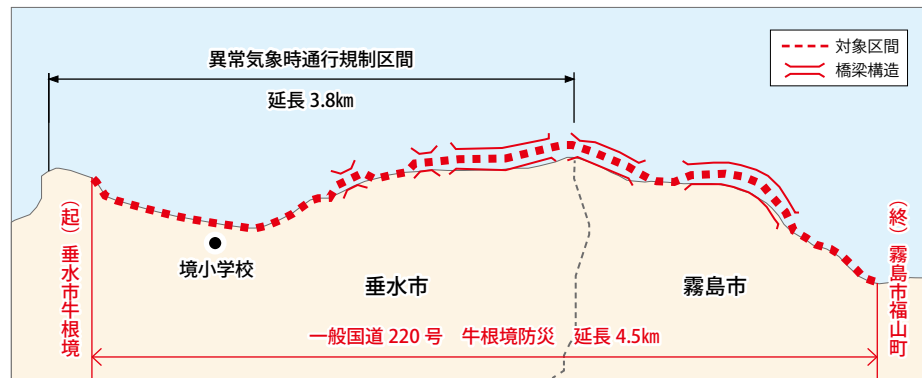 異常気象時通行規制区間
延長 3.8㎞
対象区間
橋梁構造
境小学校
垂水市
霧島市
(起) 垂水市牛根境
(終) 霧島市福山町
一般国道 220 号　牛根境防災　延長 4.5㎞